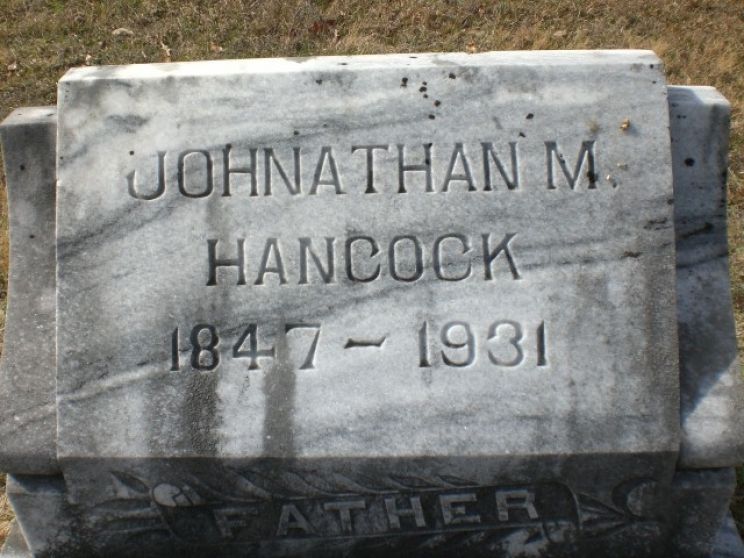 JOHNATHAN M.
HANCOCK
1847 - 1931
FATHER